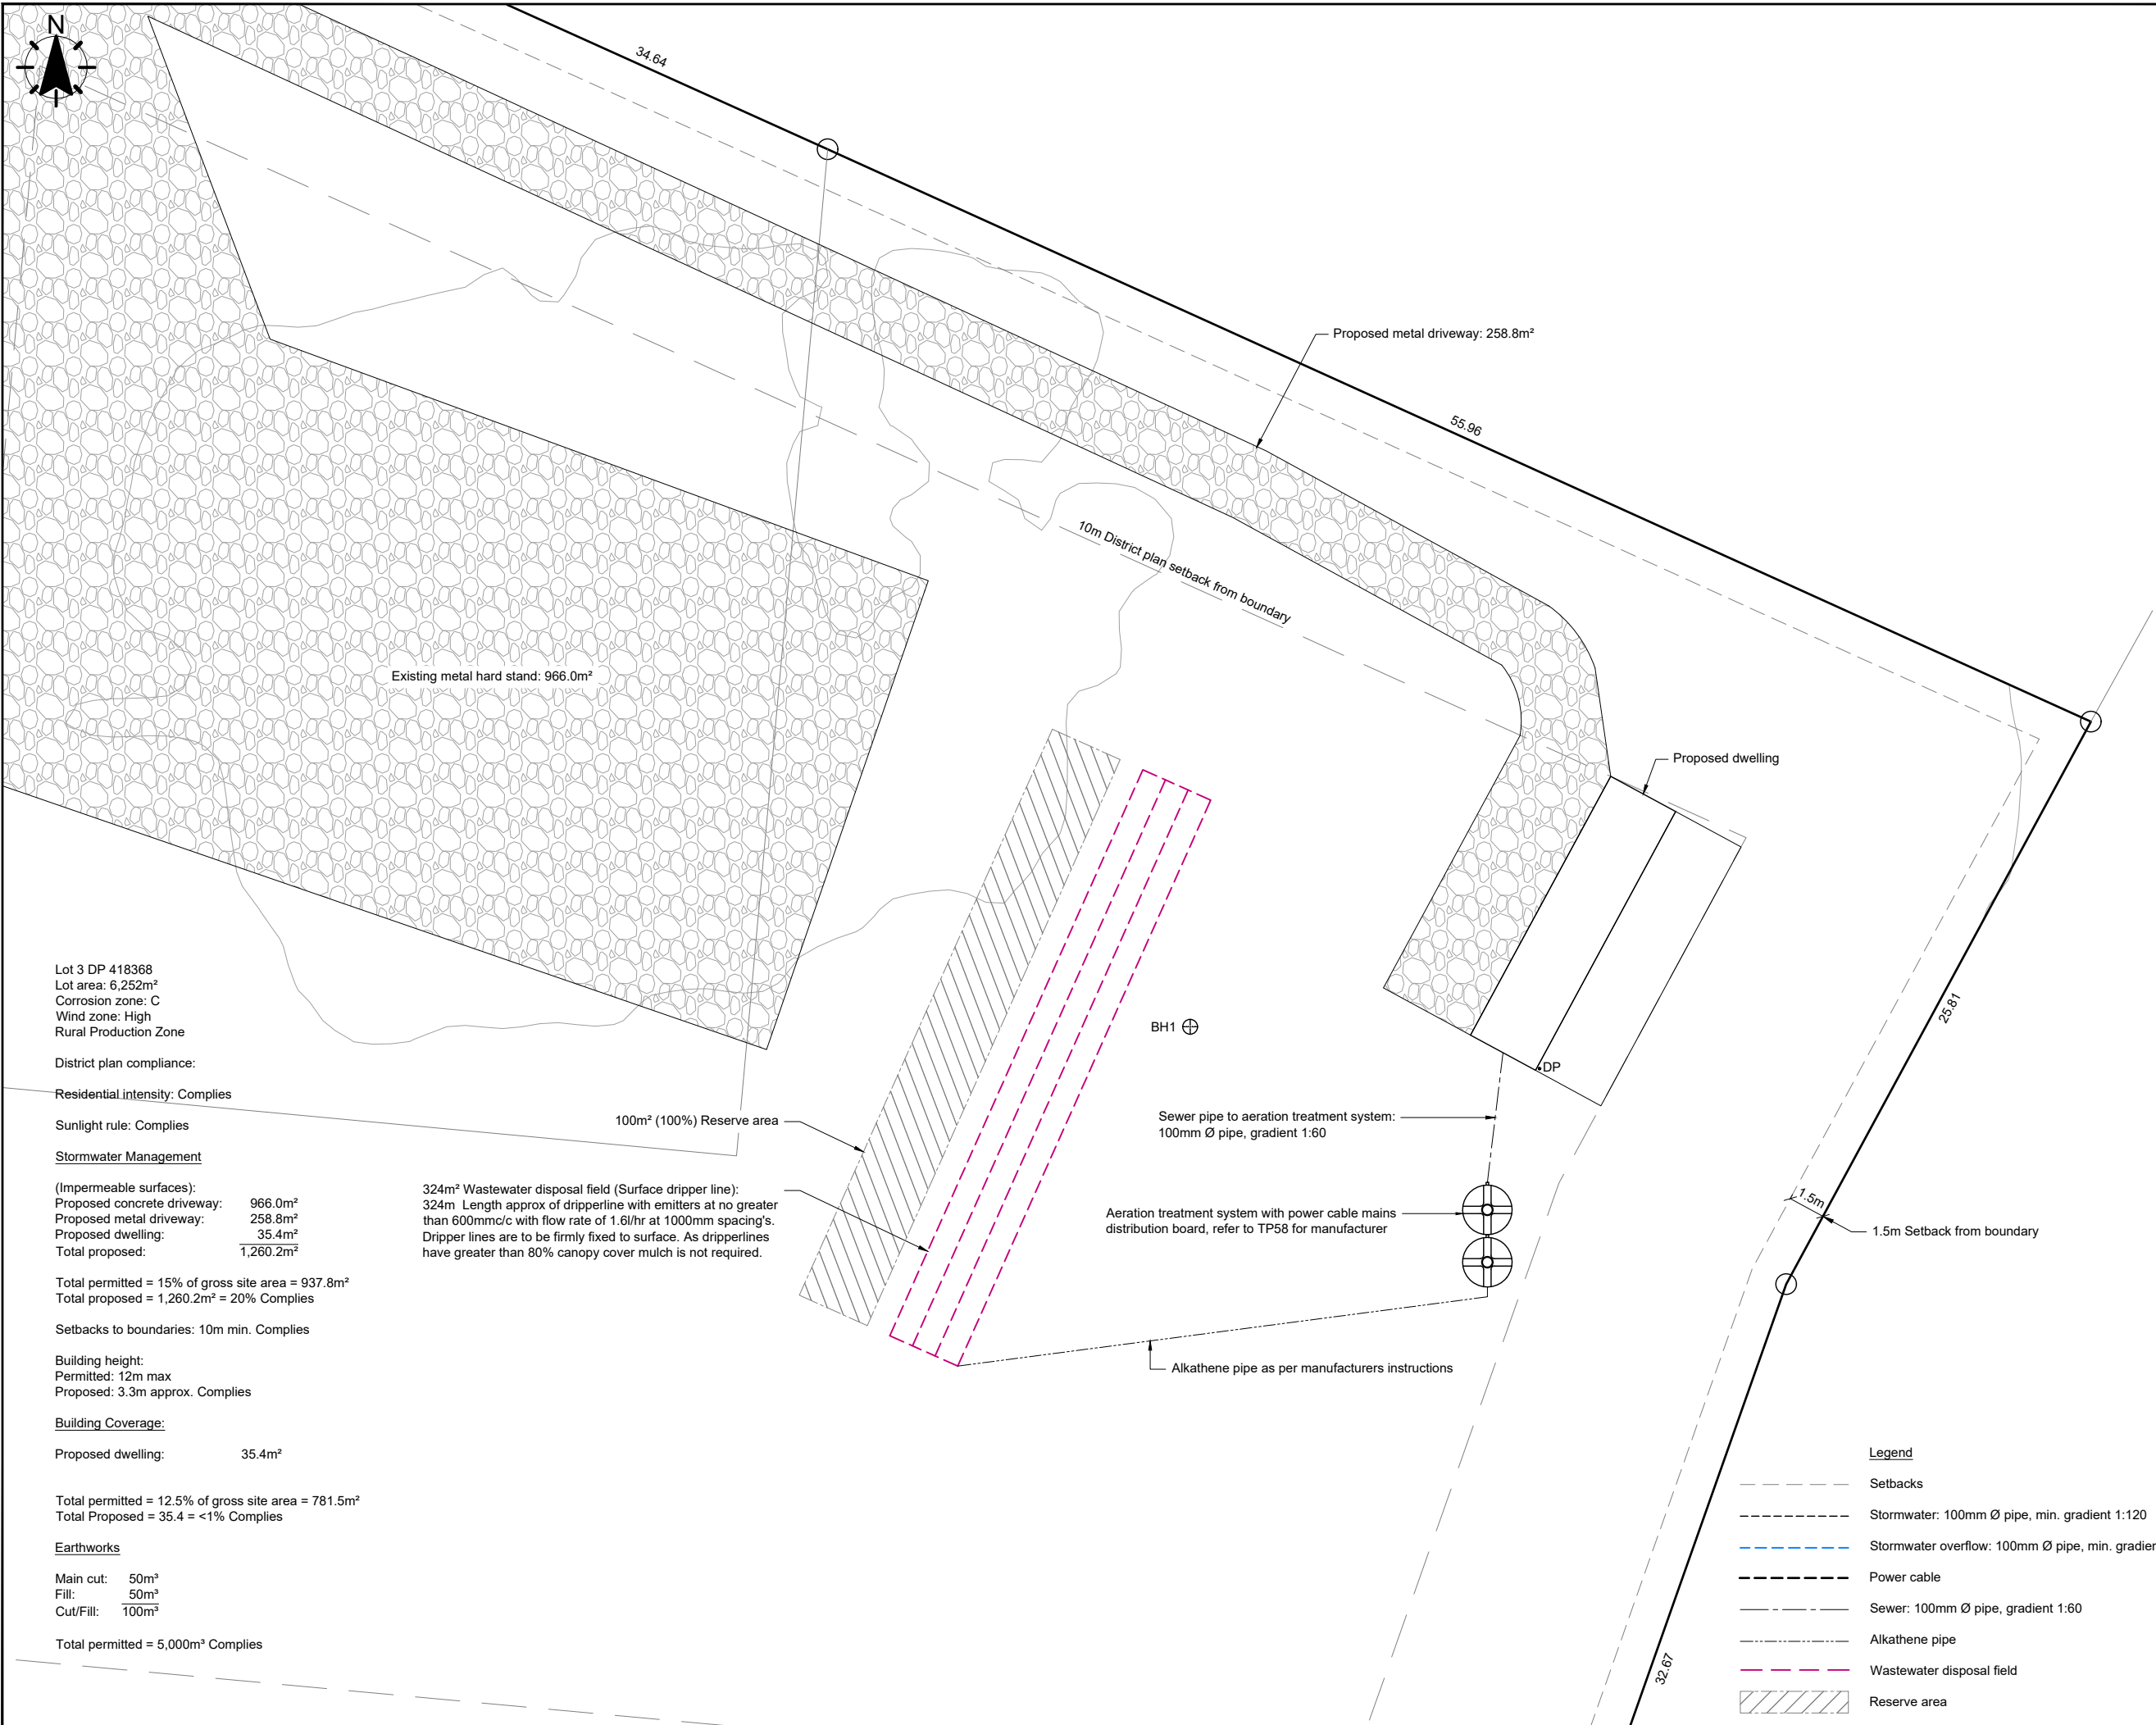 N
34.64
Proposed metal driveway: 258.8m²
55.96
10m District plan setback from boundary
Existing metal hard stand: 966.0m²
Proposed dwelling
25.81
BH1
DP
Lot 3 DP 418368
Lot area: 6,252m²
Corrosion zone: C
Wind zone: High
Rural Production Zone
District plan compliance:
Residential intensity: Complies
Sunlight rule: Complies
Stormwater Management
(Impermeable surfaces):
Proposed concrete driveway: 966.0m²
Proposed metal driveway: 258.8m²
Proposed dwelling: 35.4m²
Total proposed: 1,260.2m²
Total permitted = 15% of gross site area = 937.8m²
Total proposed = 1,260.2m² = 20% Complies
Setbacks to boundaries: 10m min. Complies
Building height:
Permitted: 12m max
Proposed: 3.3m approx. Complies
Building Coverage:
Proposed dwelling: 35.4m²
Total permitted = 12.5% of gross site area = 781.5m²
Total Proposed = 35.4 = <1% Complies
Earthworks
Main cut: 50m³
Fill: 50m³
Cut/Fill: 100m³
Total permitted = 5,000m³ Complies
100m² (100%) Reserve area
324m² Wastewater disposal field (Surface dripper line):
324m Length approx of dripperline with emitters at no greater
than 600mmc/c with flow rate of 1.6l/hr at 1000mm spacing's.
Dripper lines are to be firmly fixed to surface. As dripperlines
have greater than 80% canopy cover mulch is not required.
Sewer pipe to aeration treatment system:
100mm Ø pipe, gradient 1:60
Aeration treatment system with power cable mains
distribution board, refer to TP58 for manufacturer
Alkathene pipe as per manufacturers instructions
1.5m
1.5m Setback from boundary
32.67
Legend
Setbacks
Stormwater: 100mm Ø pipe, min. gradient 1:120
Stormwater overflow: 100mm Ø pipe, min. gradien
Power cable
Sewer: 100mm Ø pipe, gradient 1:60
Alkathene pipe
Wastewater disposal field
Reserve area